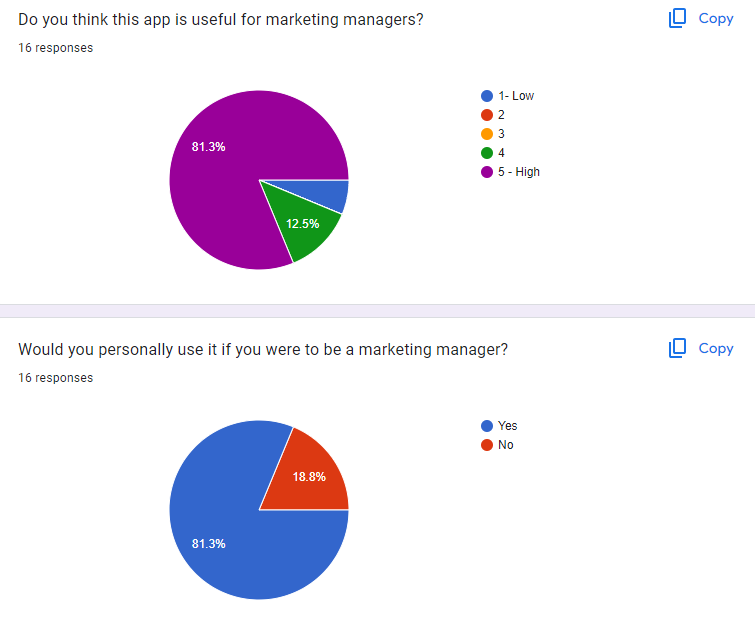 Do you think this app is useful for marketing managers?
Copy
16 responses
81.3%
12.5%
1- Low
2
3
4
5 - High
Would you personally use it if you were to be a marketing manager?
Copy
16 responses
18.8%
81.3%
Yes
No